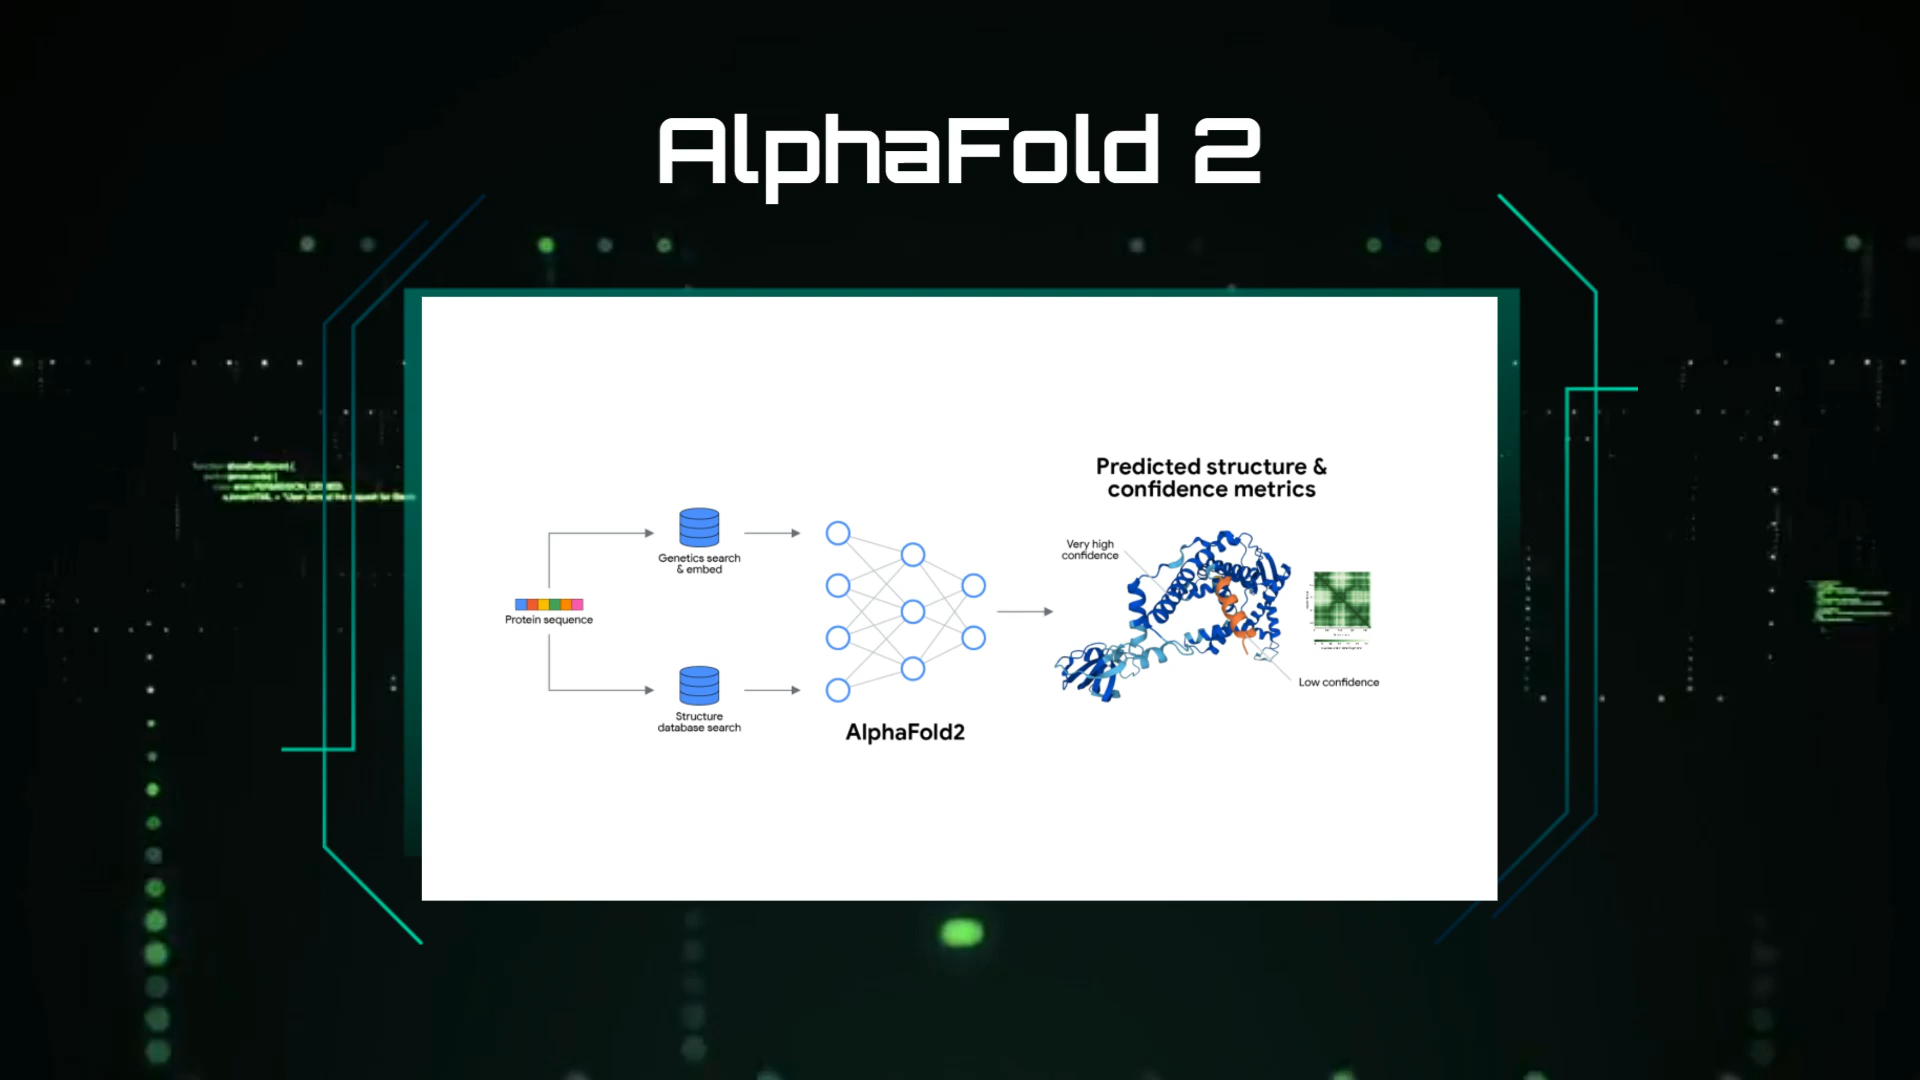 AlphaFold 2
Predicted structure &
confidence metrics
Very high
confidence
Genetics search
& embed
Protein sequence
Low confidence
Structure
database search
AlphaFold2